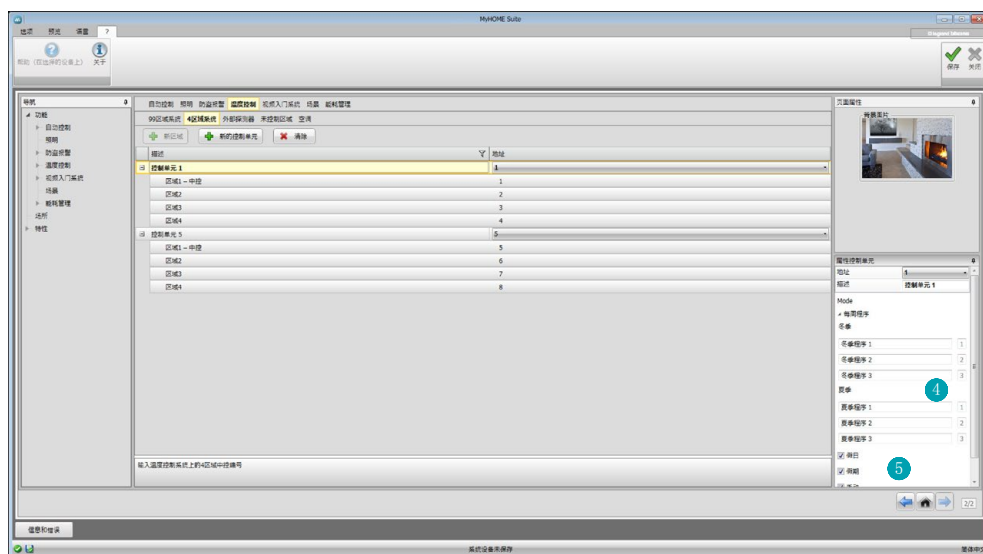 MyHOME Suite
选项 预览 语言 ?
帮助 (在选择的设备上) 关于
保存 关闭
导航
功能
自动控制
照明
防盗报警
温度控制
视频入门系统
场景
能耗管理
场所
特性
自动控制 照明 防盗报警 温度控制 视频入门系统 场景 能耗管理
99区域系统 4区域系统 外部探测器 未控制区域 空调
新区域 新的控制单元 清除
描述 地址
控制单元 1 1
区域1 – 中控 1
区域2 2
区域3 3
区域4 4
控制单元 5 5
区域1 – 中控 5
区域2 6
区域3 7
区域4 8
输入温度控制系统上的4区域中控编号
页面属性
背景图片
属性控制单元
地址 1
描述 控制单元 1
Mode
每周程序
冬季
冬季程序 1 1
冬季程序 2 2
冬季程序 3 3
夏季
4
夏季程序 1 1
夏季程序 2 2
夏季程序 3 3
假日
假期
5
2/2
信息和错误
系统设备未保存
简体中文